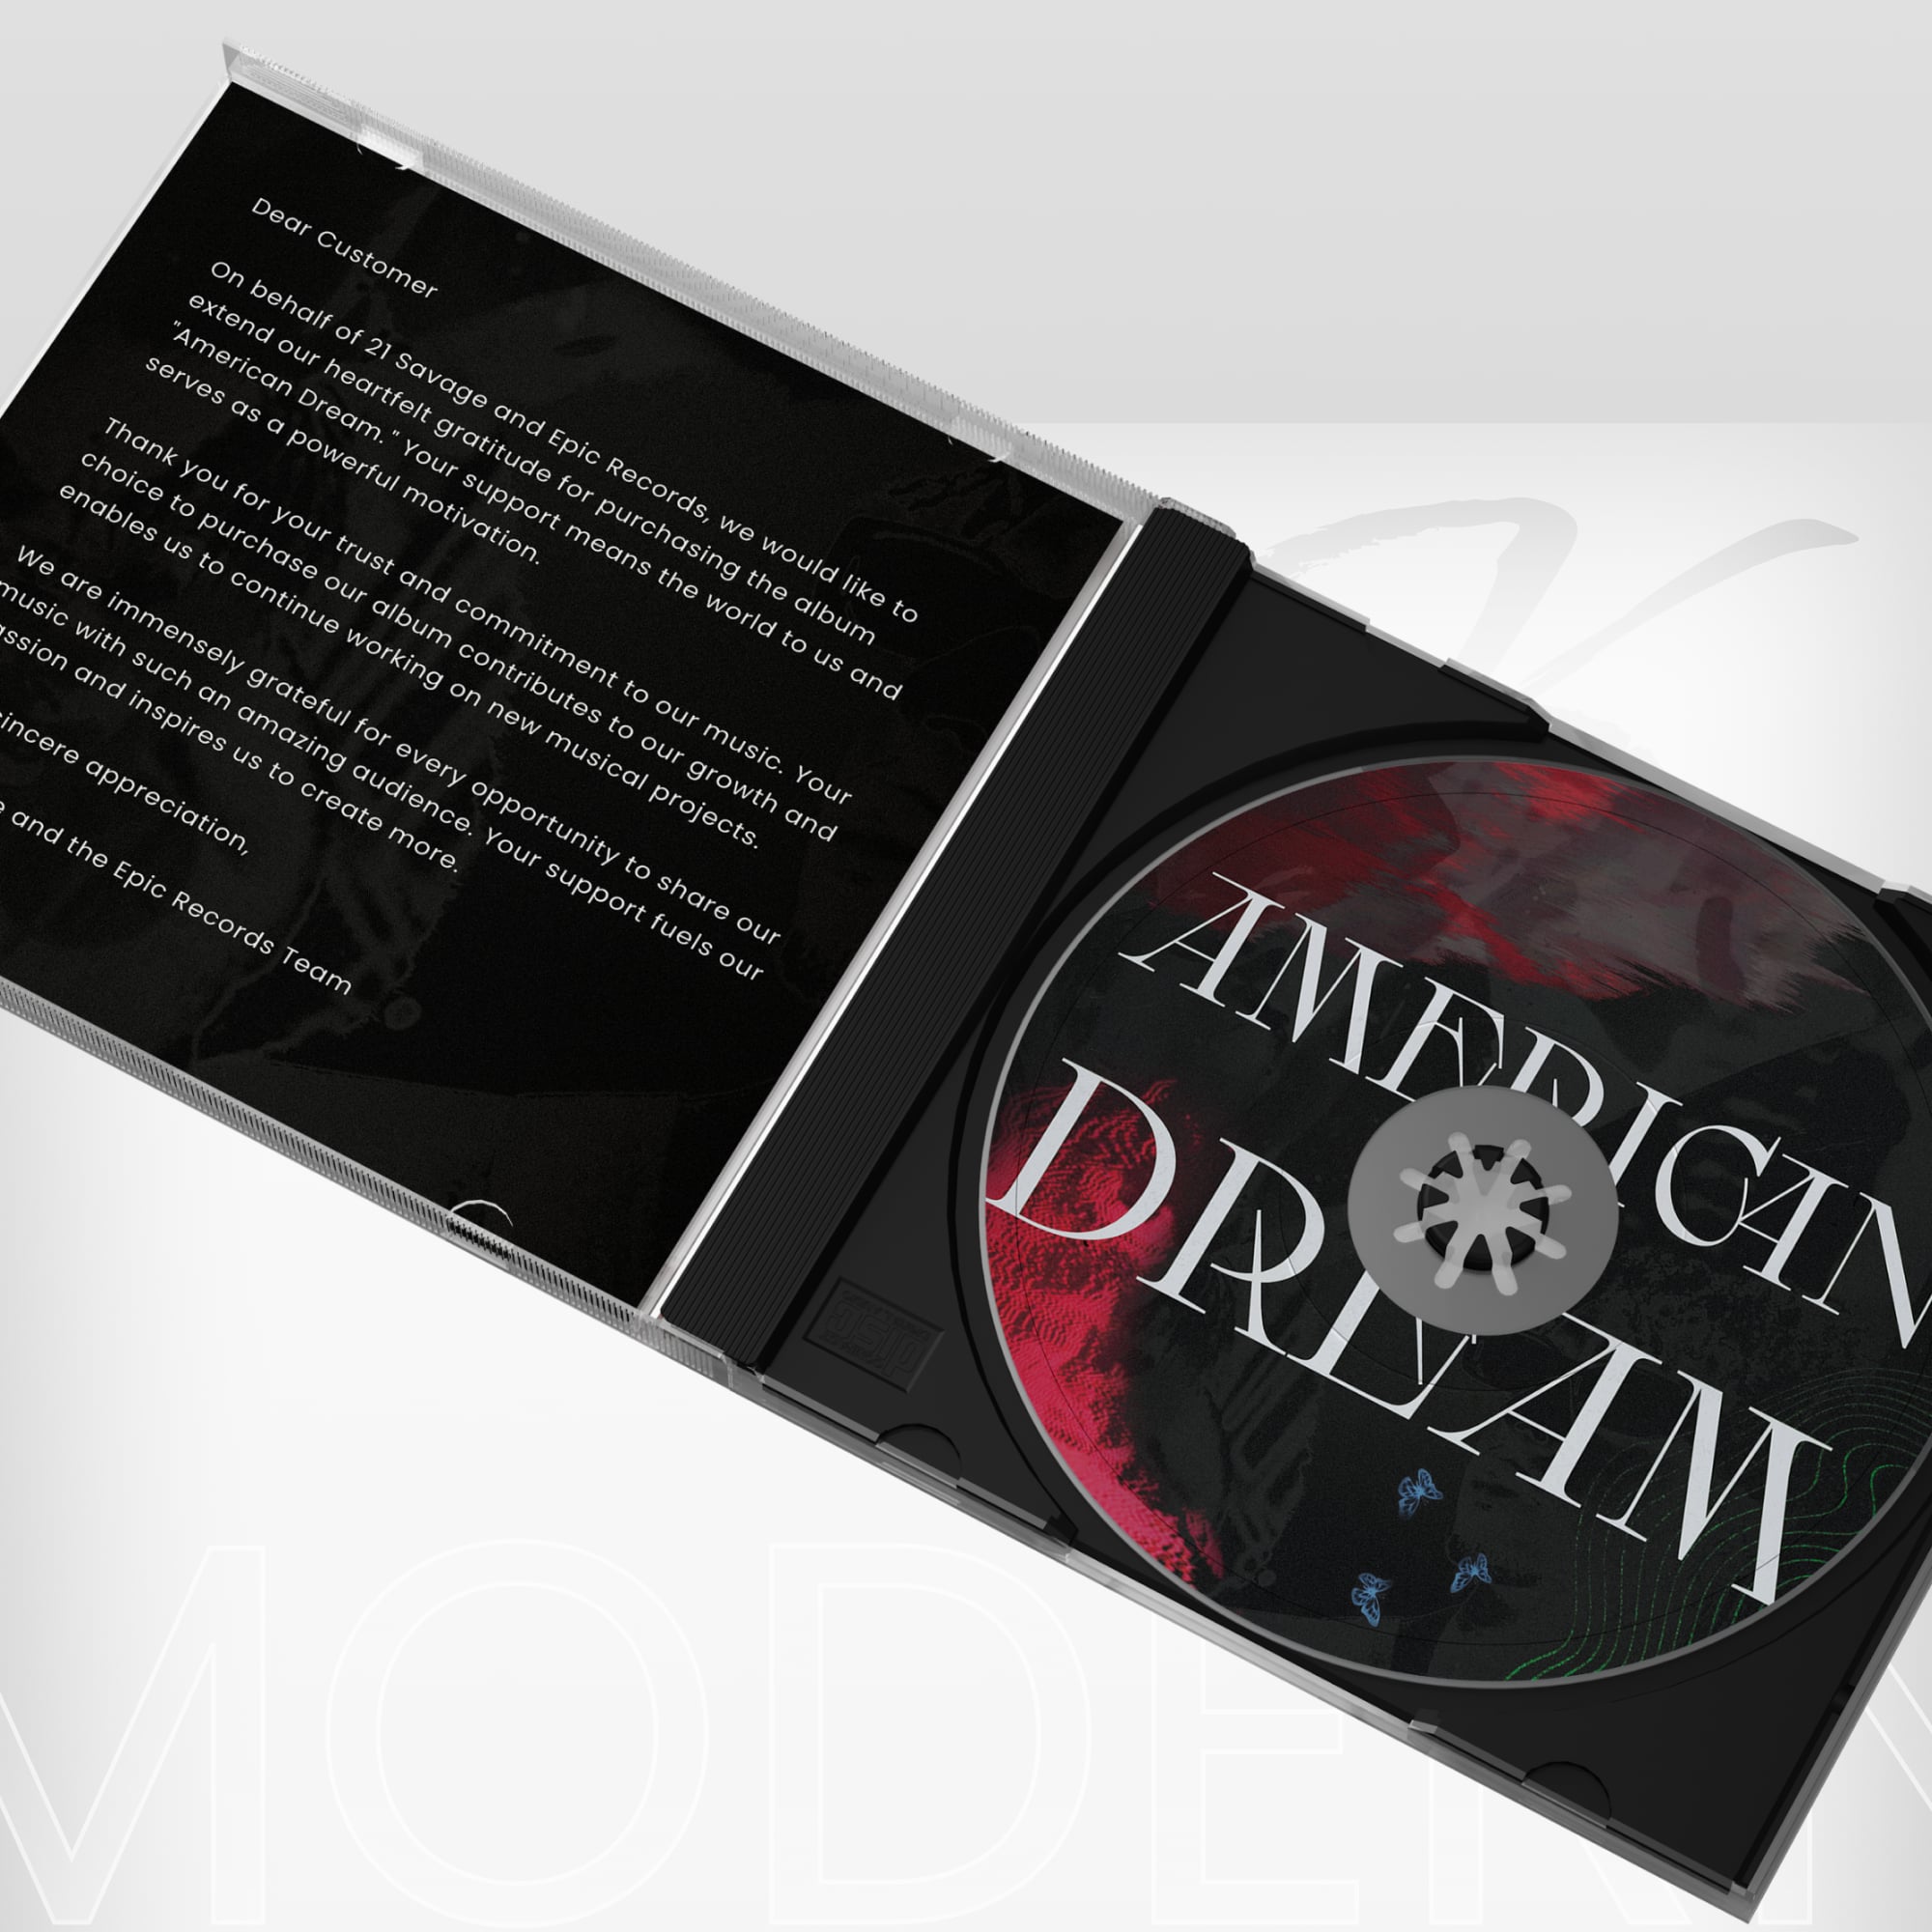 Dear Customer
On behalf of 21 Savage and Epic Records, we would like to
extend our heartfelt gratitude for purchasing the album
"American Dream." Your support means the world to us and
serves as a powerful motivation.
Thank you for your trust and commitment to our music. Your
choice to purchase our album contributes to our growth and
enables us to continue working on new musical projects.
We are immensely grateful for every opportunity to share our
music with such an amazing audience. Your support fuels our
and inspires us to create more.
appreciation,
and the Epic Records Team
AMERICAN
DREAM